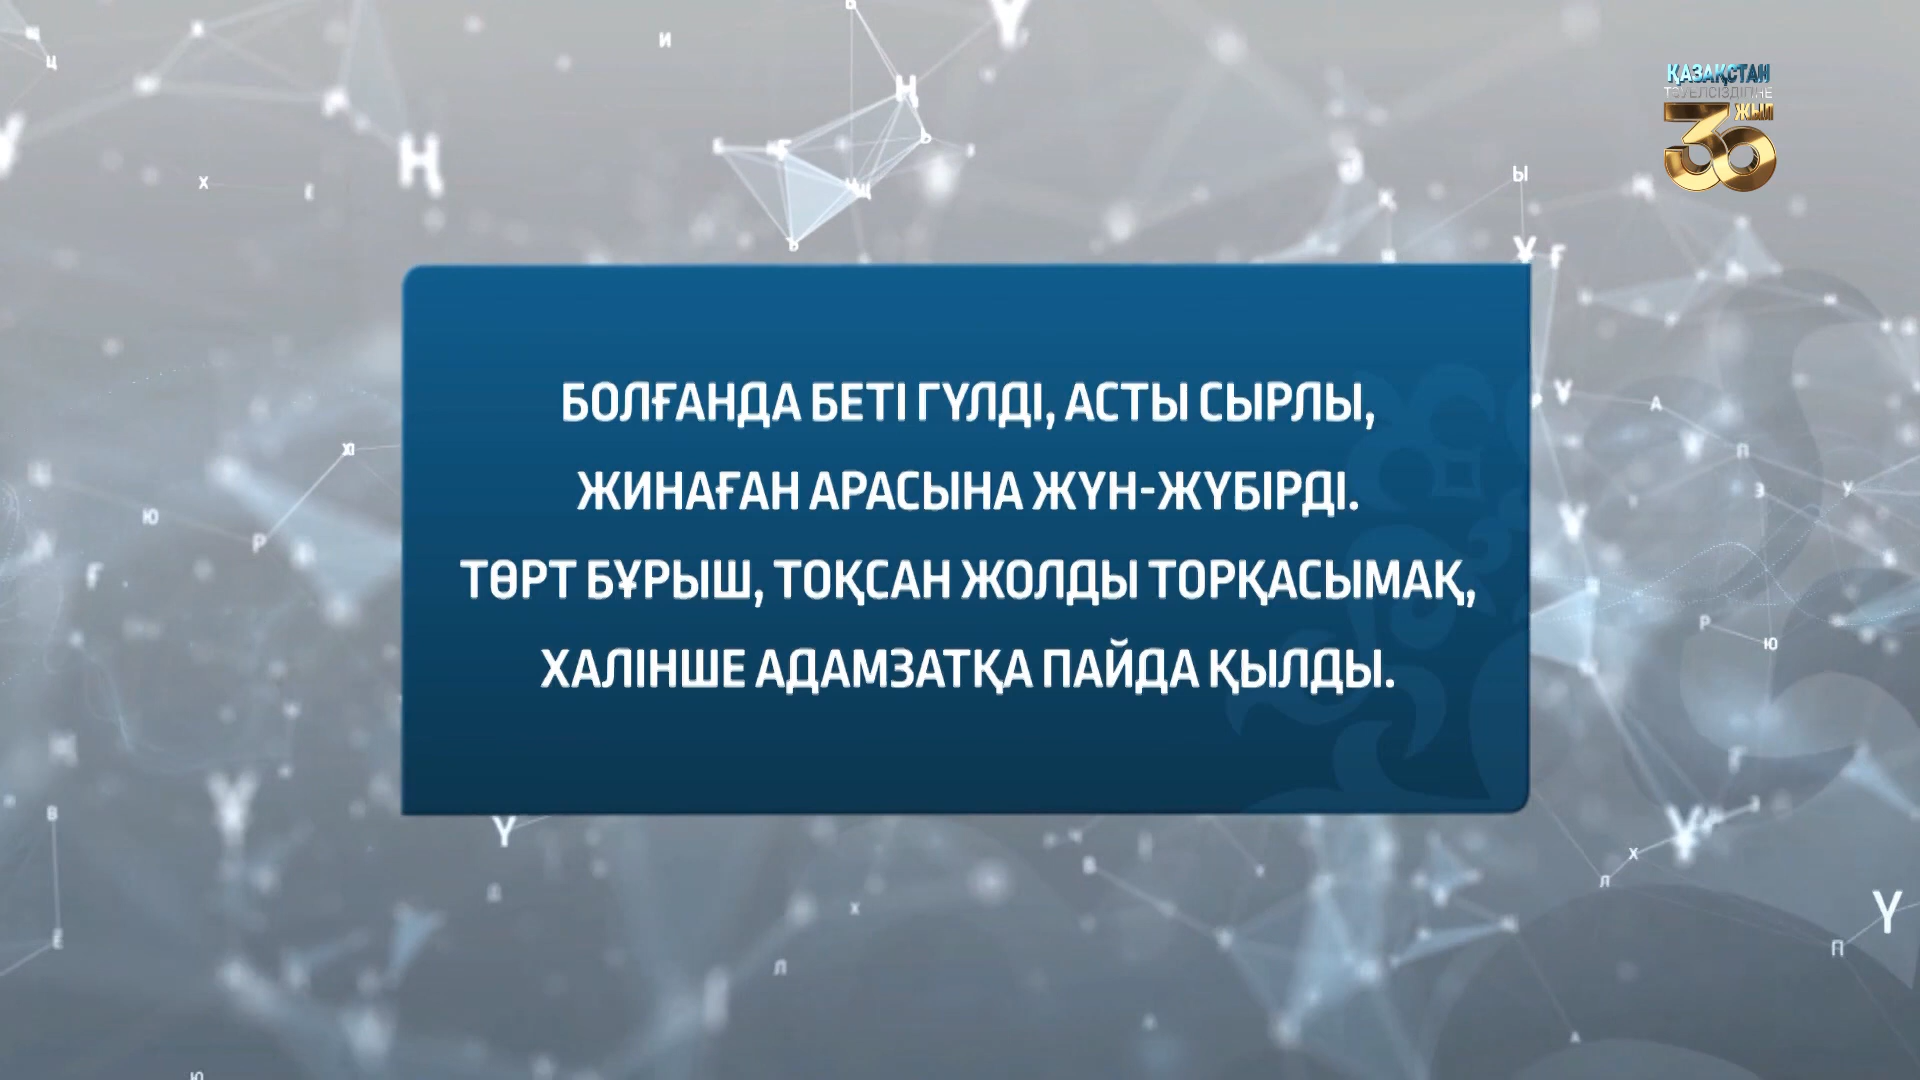 ҚАЗАҚСТАН
ТӘУЕЛСІЗДІГІНЕ
30 ЖЫЛ
БОЛҒАНДА БЕТІ ГҮЛДІ, АСТЫ СЫРЛЫ,
ЖИНАҒАН АРАСЫНА ЖҮН-ЖҮБІРДІ.
ТӨРТ БҰРЫШ, ТОҚСАН ЖОЛДЫ ТОРҚАСЫМАҚ,
ХАЛІНШЕ АДАМЗАТҚА ПАЙДА ҚЫЛДЫ.